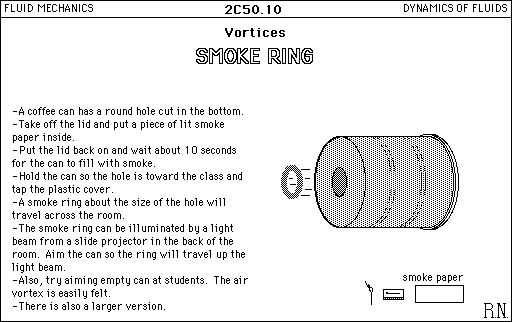 FLUID MECHANICS
2C50.10
DYNAMICS OF FLUIDS
Vortices
SMOKE RING
-A coffee can has a round hole cut in the bottom.
-Take off the lid and put a piece of lit smoke
paper inside.
-Put the lid back on and wait about 10 seconds
for the can to fill with smoke.
-Hold the can so the hole is toward the class and
tap the plastic cover.
-A smoke ring about the size of the hole will
travel across the room.
-The smoke ring can be illuminated by a light
beam from a slide projector in the back of the
room. Aim the can so the ring will travel up the
light beam.
-Also, try aiming empty can at students. The air
vortex is easily felt.
-There is also a larger version.
smoke paper
R.N.